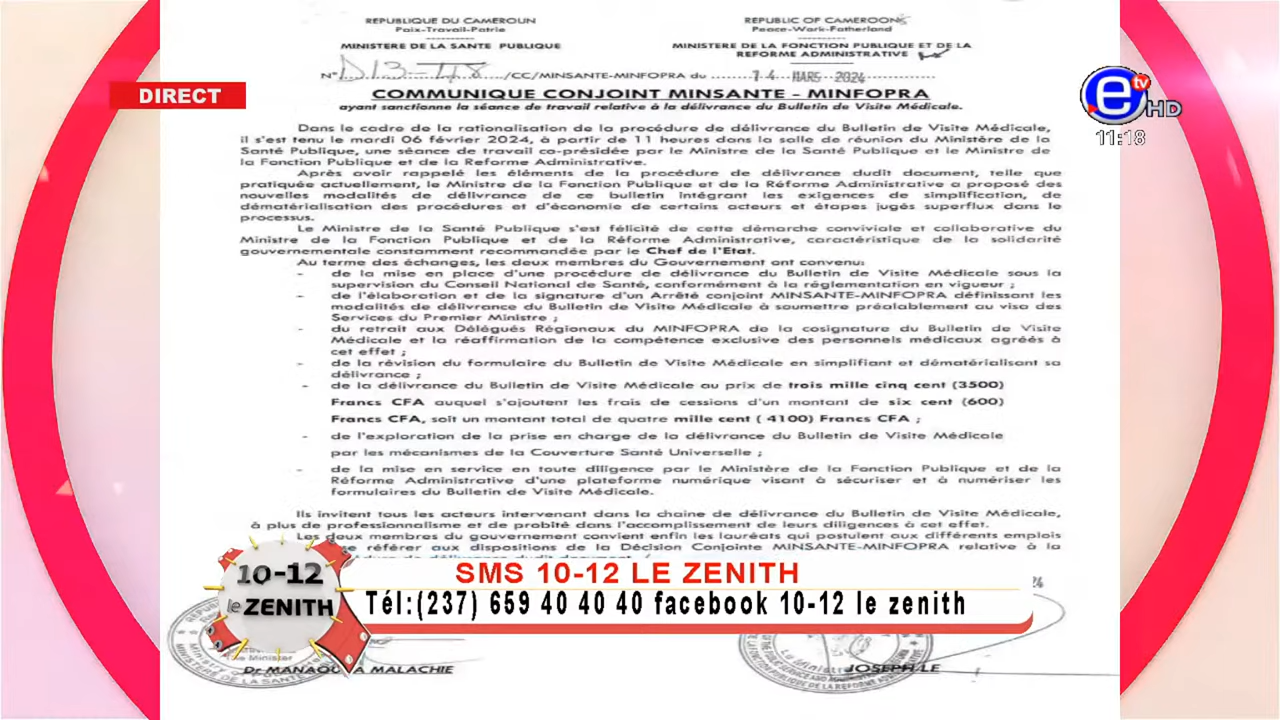 REPUBLIQUE DU CAMEROUN
Paix-Travail-Patrie
MINISTERE DE LA SANTE PUBLIQUE
REPUBLIC OF CAMEROON
Peace-Work-Fatherland
MINISTERE DE LA FONCTION PUBLIQUE ET DE LA
REFORME ADMINISTRATIVE
N° /CC/MINSANTE-MINFOPRA du 14 MARS 2024
COMMUNIQUE CONJOINT MINSANTE – MINFOPRA
ayant sanctionne la séance de travail relative à la délivrance du Bulletin de Visite Médicale.
Dans le cadre de la rationalisation de la procédure de délivrance du Bulletin de Visite Médicale,
il s'est tenu le mardi 06 février 2024, à partir de 11 heures dans la salle de réunion du Ministère de la
Santé Publique, une séance de travail co-présidée par le Ministre de la Santé Publique et le Ministre de
la Fonction Publique et de la Reforme Administrative.
Après avoir rappelé les éléments de la procédure de délivrance dudit document, telle que
pratiquée actuellement, le Ministre de la Fonction Publique et de la Réforme Administrative a proposé des
nouvelles modalités de délivrance de ce bulletin intégrant les exigences de simplification, de
dématérialisation des procédures et d'économie de certains acteurs et étapes jugés superflus dans le
processus.
Le Ministre de la Santé Publique s'est félicité de cette démarche conviviale et collaborative du
Ministre de la Fonction Publique et de la Réforme Administrative, caractéristique de la solidarité
gouvernementale constamment recommandée par le Chef de l'Etat.
Au terme des échanges, les deux membres du Gouvernement ont convenu:
- de la mise en place d'une procédure de délivrance du Bulletin de Visite Médicale sous la
supervision du Conseil National de Santé, conformément à la réglementation en vigueur ;
- de l'élaboration et de la signature d'un Arrêté conjoint MINSANTE-MINFOPRA définissant les
modalités de délivrance du Bulletin de Visite Médicale à soumettre préalablement au visa des
Services du Premier Ministre ;
- du retrait aux Délégués Régionaux du MINFOPRA de la cosignature du Bulletin de Visite
Médicale et la réaffirmation de la compétence exclusive des personnels médicaux agréés à
cet effet ;
- de la révision du formulaire du Bulletin de Visite Médicale en simplifiant et dématérialisant sa
délivrance ;
- de la délivrance du Bulletin de Visite Médicale au prix de trois mille cinq cent (3500)
Francs CFA auquel s'ajoutent les frais de cessions d'un montant de six cent (600)
Francs CFA, soit un montant total de quatre mille cent ( 4100) Francs CFA ;
- de l'exploration de la prise en charge de la délivrance du Bulletin de Visite Médicale
par les mécanismes de la Couverture Santé Universelle ;
- de la mise en service en toute diligence par le Ministère de la Fonction Publique et de la
Réforme Administrative d'une plateforme numérique visant à sécuriser et à numériser les
formulaires du Bulletin de Visite Médicale.
Ils invitent tous les acteurs intervenant dans la chaine de délivrance du Bulletin de Visite Médicale,
à plus de professionnalisme et de probité dans l'accomplissement de leurs diligences à cet effet.
Les deux membres du gouvernement convient enfin les lauréats qui postulent aux différents emplois
référer aux dispositions de la Décision Conjointe MINSANTE-MINFOPRA relative à la
Dr MANAOUDA MALACHIE
JOSEPH LE
DIRECT
e tv HD
11:18
10-12
le ZENITH
SMS 10-12 LE ZENITH
Tél:(237) 659 40 40 40 facebook 10-12 le zenith